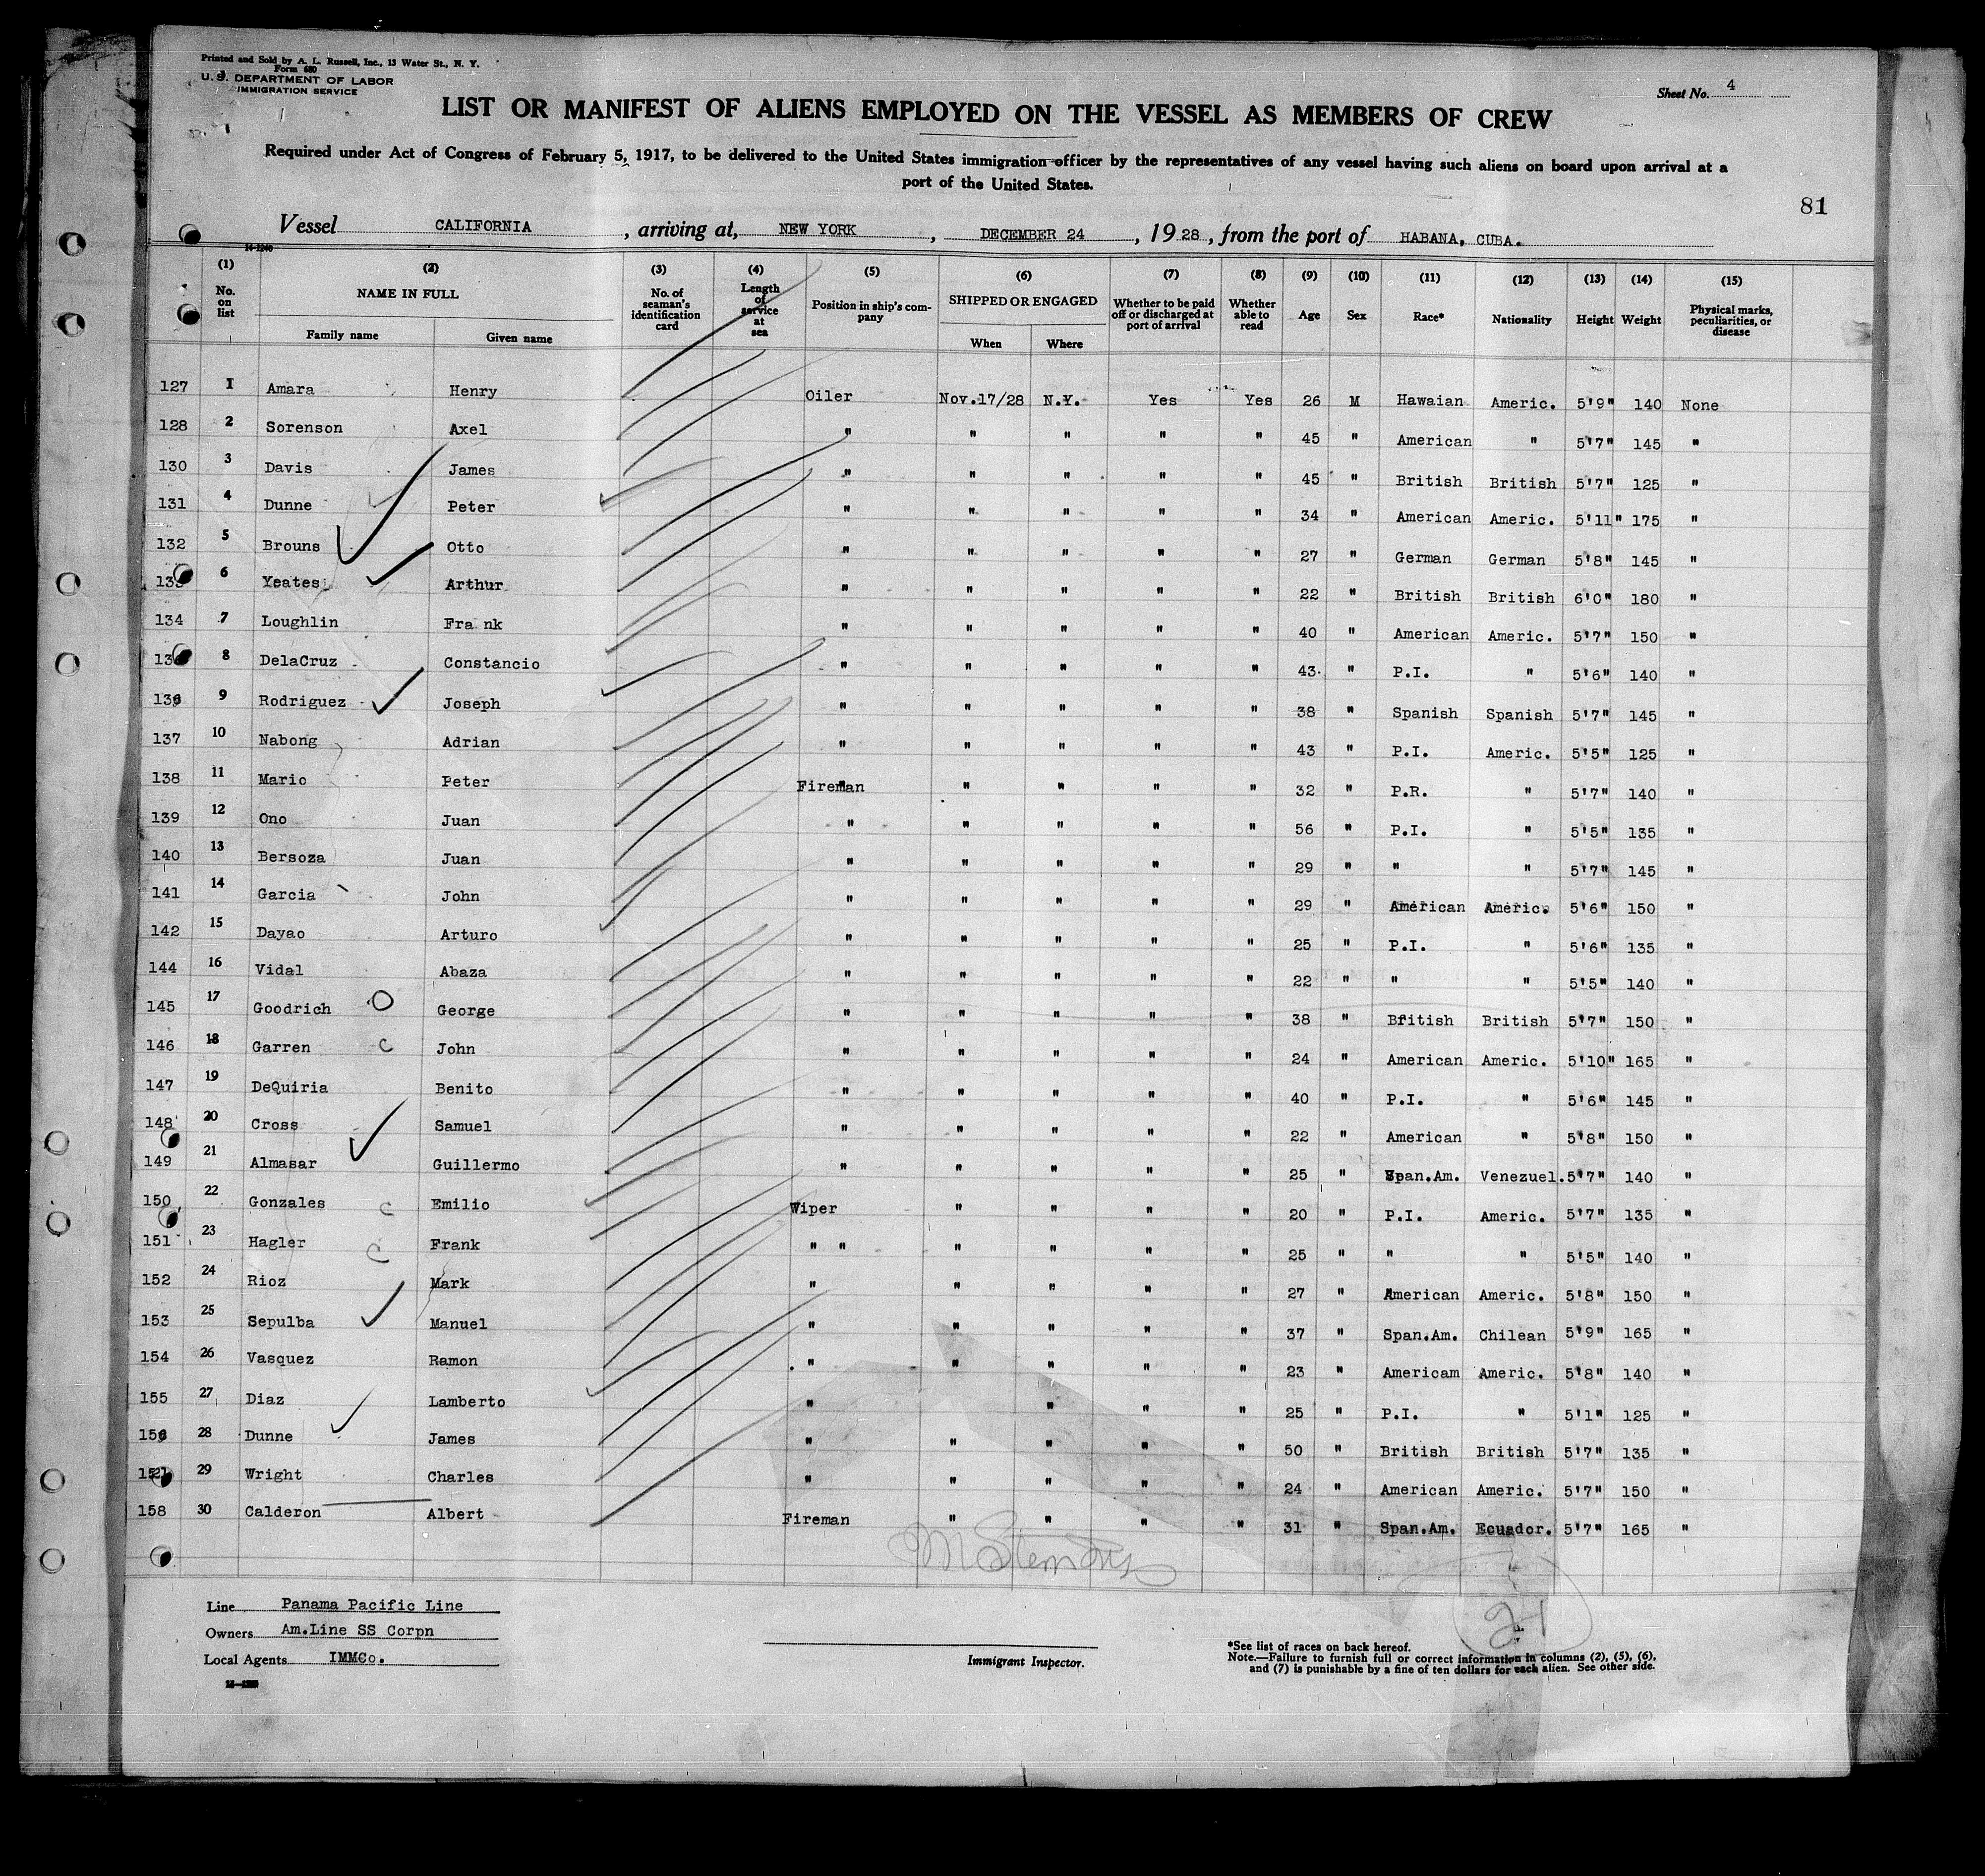 Printed and Sold by A. L. Russell, Inc., 13 Water St., N. Y.
Form 680
U.S. DEPARTMENT OF LABOR
IMMIGRATION SERVICE
Sheet No. 4
LIST OR MANIFEST OF ALIENS EMPLOYED ON THE VESSEL AS MEMBERS OF CREW
Required under Act of Congress of February 5, 1917, to be delivered to the United States immigration officer by the representatives of any vessel having such aliens on board upon arrival at a
port of the United States.
81
Vessel CALIFORNIA, arriving at, NEW YORK, DECEMBER 24, 1928, from the port of HABANA, CUBA.
(1) (2) (3) (4) (5) (6) (7) (8) (9) (10) (11) (12) (13) (14) (15)
No. on list NAME IN FULL Family name Given name No. of seaman's identification card Length of service at sea Position in ship's company SHIPPED OR ENGAGED When Where Whether to be paid off or discharged at port of arrival Whether able to read Age Sex Race* Nationality Height Weight Physical marks, peculiarities, or disease
127 1 Amara Henry Oiler Nov.17/28 N.Y. Yes Yes 26 M Hawaian Americ. 5'9" 140 None
128 2 Sorenson Axel " " " " " 45 " American " 5'7" 145 "
130 3 Davis James " " " " " 45 " British British 5'7" 125 "
131 4 Dunne Peter " " " " " 34 " American Americ. 5'11" 175 "
132 5 Brouns Otto " " " " " 27 " German German 5'8" 145 "
133 6 Yeates Arthur " " " " " 22 " British British 6'0" 180 "
134 7 Loughlin Fra nk " " " " " 40 " American Americ. 5'7" 150 "
8 DelaCruz Constancio " " " " " 43 " P.I. " 5'6" 140 "
136 9 Rodriguez Joseph " " " " " 38 " Spanish Spanish 5'7" 145 "
137 10 Nabong Adrian " " " " " 43 " P.I. Americ. 5'5" 125 "
138 11 Mario Peter Fireman " " " " 32 " P.R. " 5'7" 140 "
139 12 Ono Juan " " " " " 56 " P.I. " 5'5" 135 "
140 13 Bersoza Juan " " " " " 29 " " " 5'7" 145 "
141 14 Garcia John " " " " " 29 " American Americ. 5'6" 150 "
142 15 Dayao Arturo " " " " " 25 " P.I. " 5'6" 135 "
144 16 Vidal Abaza " " " " " 22 " " " 5'5" 140 "
145 17 Goodrich O George " " " " " 38 " British British 5'7" 150 "
146 18 Garren C John " " " " " 24 " American Americ. 5'10" 165 "
147 19 DeQuiria Benito " " " " " 40 " P.I. " 5'6" 145 "
148 20 Cross Samuel " " " " " 22 " American " 5'8" 150 "
149 21 Almasar Guillermo " " " " " 25 " Span.Am. Venezuel. 5'7" 140 "
150 22 Gonzales C Emilio Wiper " " " " 20 " P.I. Americ. 5'7" 135 "
151 23 Hagler C Frank " " " " " " 25 " " " 5'5" 140 "
152 24 Rioz Mark " " " " " 27 " American Americ. 5'8" 150 "
153 25 Sepulba Manuel " " " " " 37 " Span.Am. Chilean 5'9" 165 "
154 26 Vasquez Ramon " " " " " 23 " Americam Americ. 5'8" 140 "
155 27 Diaz Lamberto " " " " 25 " P.I. " 5'1" 125 "
156 28 Dunne James " " " " " 50 " British British 5'7" 135 "
29 Wright Charles " " " " " 24 " American Americ. 5'7" 150 "
158 30 Calderon Albert Fireman " " " " 31 " Span.Am. Ecuador. 5'7" 165 "
Line Panama Pacific Line
Owners Am.Line SS Corpn
Local Agents IMMCo.
Immigrant Inspector.
*See list of races on back hereof.
Note.—Failure to furnish full or correct information in columns (2), (5), (6),
and (7) is punishable by a fine of ten dollars for each alien. See other side.